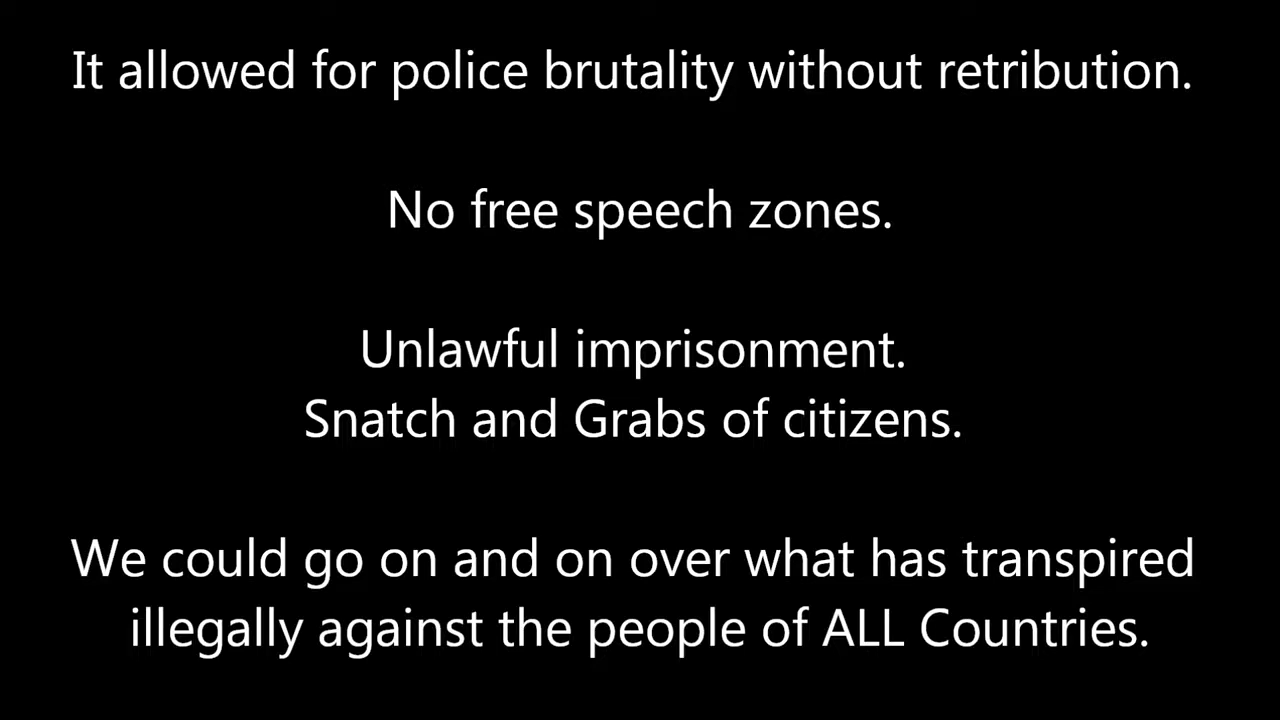 It allowed for police brutality without retribution.
No free speech zones.
Unlawful imprisonment.
Snatch and Grabs of citizens.
We could go on and on over what has transpired
illegally against the people of ALL Countries.